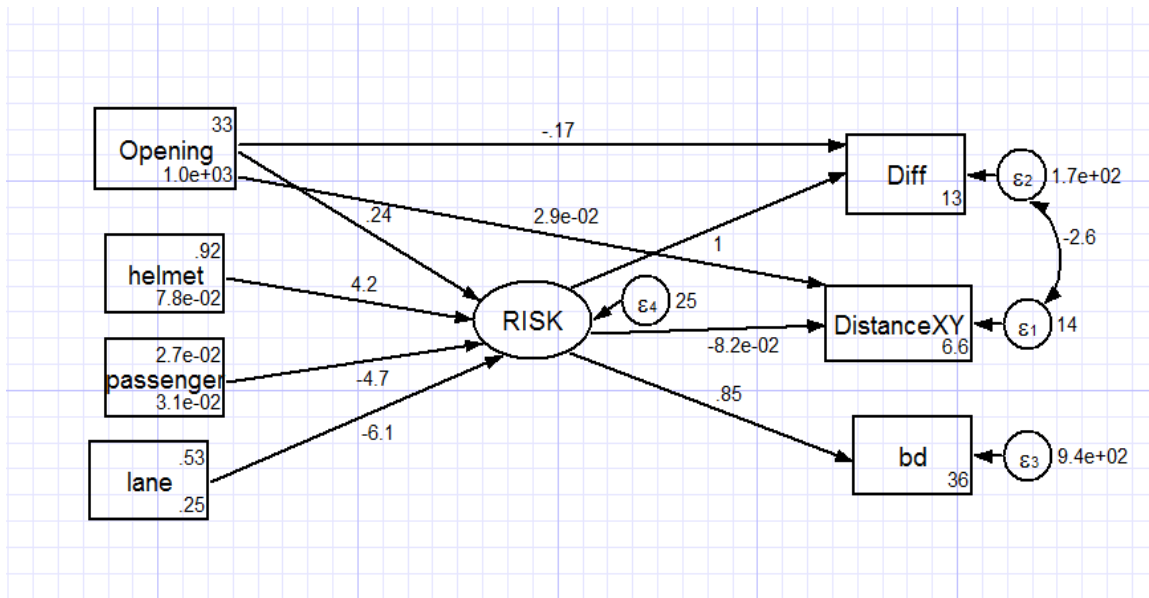 33
Opening
1.0e+03
-.17
Diff
13
ε2
1.7e+02
.24
2.9e-02
1
-2.6
.92
helmet
7.8e-02
4.2
RISK
ε4
25
DistanceXY
6.6
ε1
14
-8.2e-02
2.7e-02
passenger
3.1e-02
-4.7
.85
-6.1
.53
lane
.25
bd
36
ε3
9.4e+02